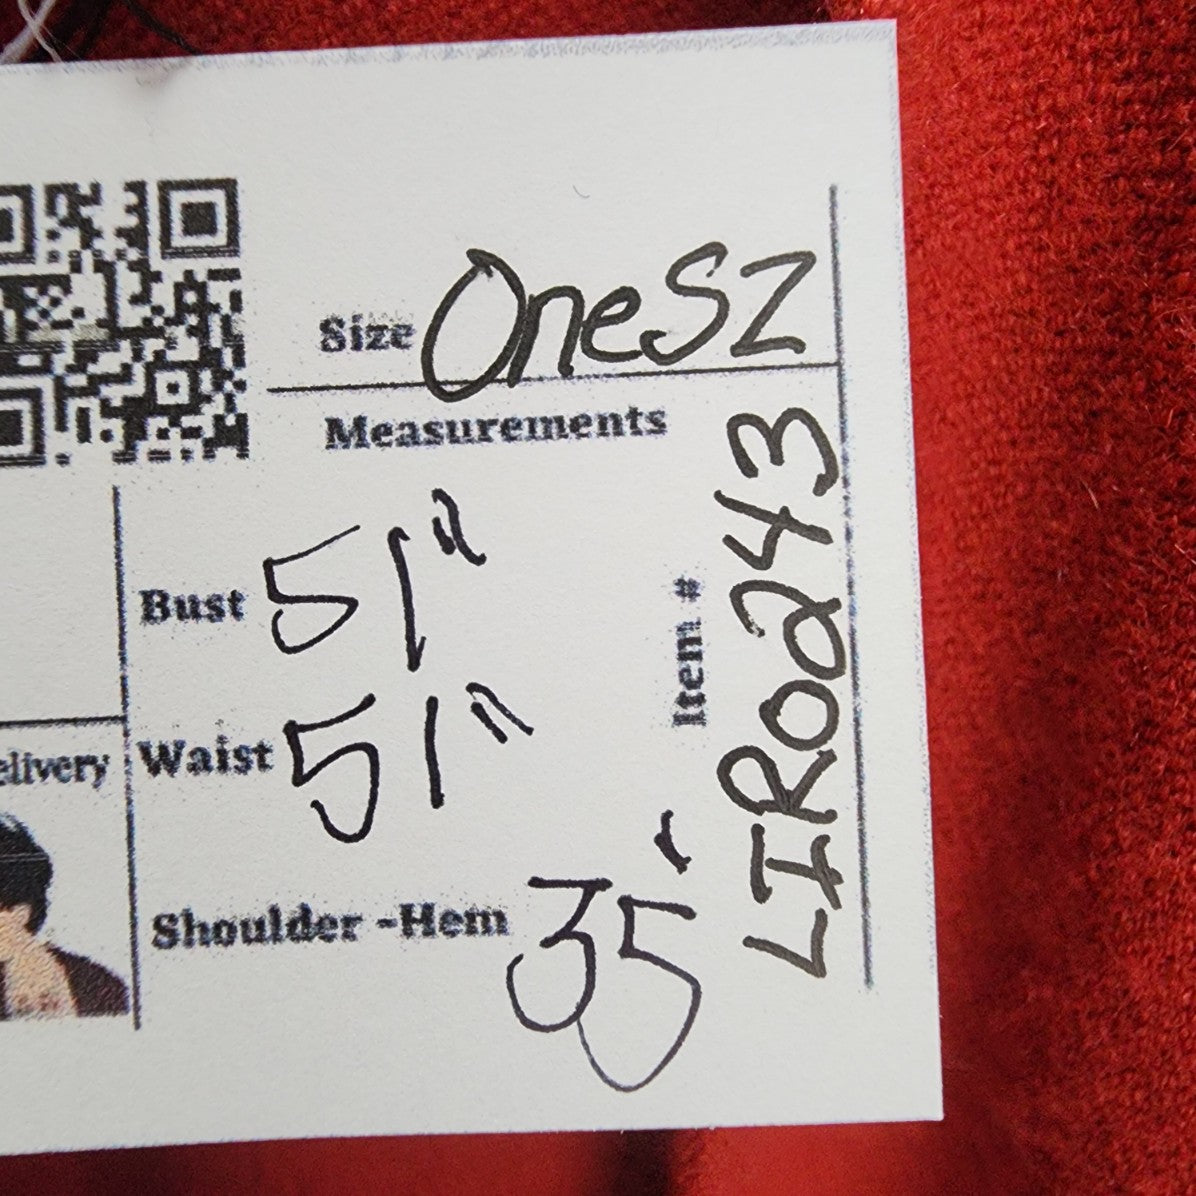 Size OneSZ
Measurements
Bust 51"
Waist 51"
Shoulder -Hem 35"
Item #
LIR0243
elivery